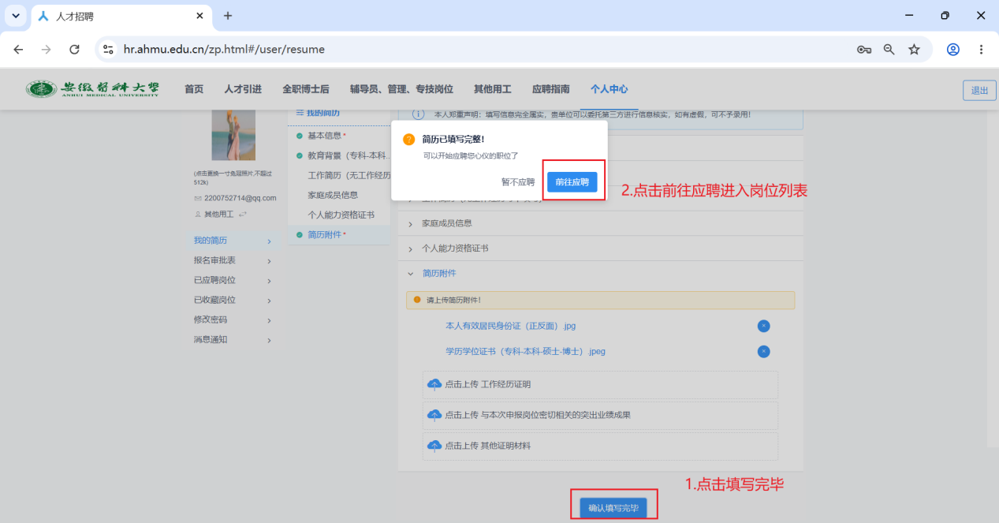 人才招聘
hr.ahmu.edu.cn/zp.html#/user/resume
安徽医科大学
ANHUI MEDICAL UNIVERSITY
首页 人才引进 全职博士后 辅导员、管理、专技岗位 其他用工 应聘指南 个人中心
退出
我的简历
本人郑重声明：填写信息完全属实，贵单位可以委托第三方进行信息核实，如有虚假，可不予录用！
基本信息*
教育背景（专科-本科...
工作简历（无工作经历
家庭成员信息
个人能力资格证书
简历附件*
(点击更换一寸免冠照片,不超过
512k)
2200752714@qq.com
其他用工
我的简历
报名审批表
已应聘岗位
已收藏岗位
修改密码
消息通知
简历已填写完整！
可以开始应聘您心仪的职位了
暂不应聘 前往应聘
2.点击前往应聘进入岗位列表
家庭成员信息
个人能力资格证书
简历附件
请上传简历附件！
本人有效居民身份证（正反面）.jpg
学历学位证书（专科-本科-硕士-博士）.jpeg
点击上传 工作经历证明
点击上传 与本次申报岗位密切相关的突出业绩成果
点击上传 其他证明材料
1.点击填写完毕
确认填写完毕